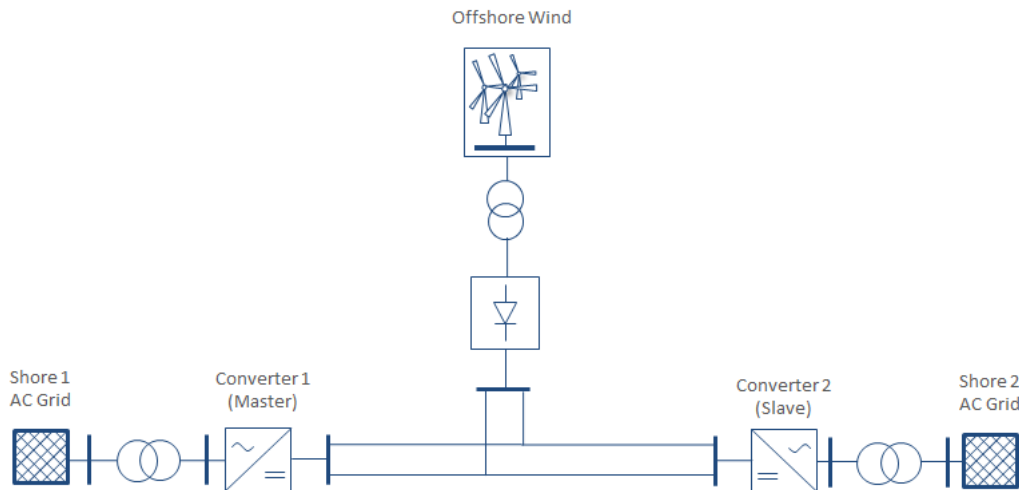 Offshore Wind
Shore 1
AC Grid
Converter 1
(Master)
Converter 2
(Slave)
Shore 2
AC Grid